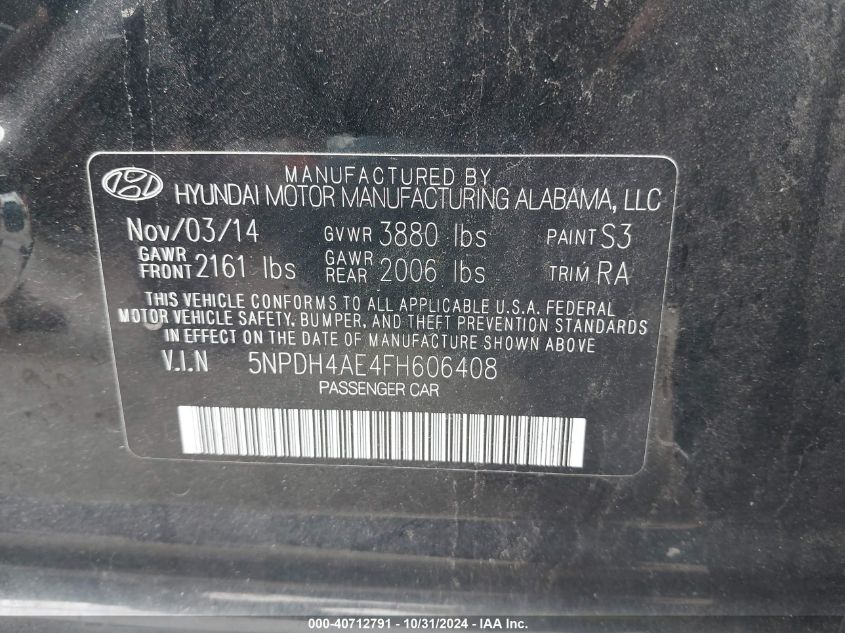 MANUFACTURED BY
HYUNDAI MOTOR MANUFACTURING ALABAMA, LLC
Nov/03/14 GVWR 3880 lbs PAINT S3
GAWR FRONT 2161 lbs GAWR REAR 2006 lbs TRIM RA
THIS VEHICLE CONFORMS TO ALL APPLICABLE U.S.A. FEDERAL
MOTOR VEHICLE SAFETY, BUMPER, AND THEFT PREVENTION STANDARDS
IN EFFECT ON THE DATE OF MANUFACTURE SHOWN ABOVE
V.I.N 5NPDH4AE4FH606408
PASSENGER CAR
000-40712791 - 10/31/2024 - IAA Inc.